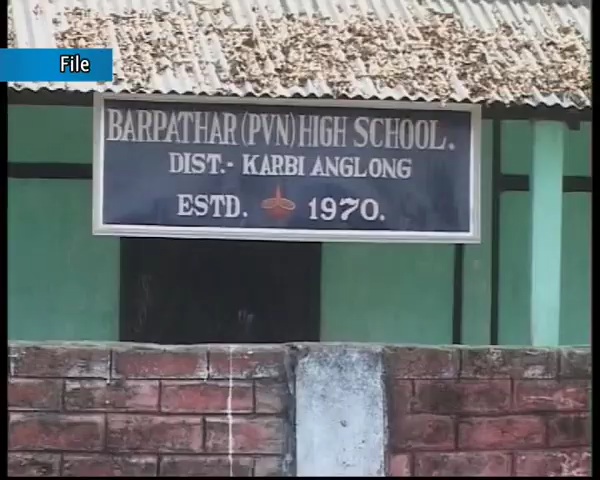 File
BARPATHAR (PVN) HIGH SCHOOL.
DIST.- KARBI ANGLONG
ESTD. 1970.